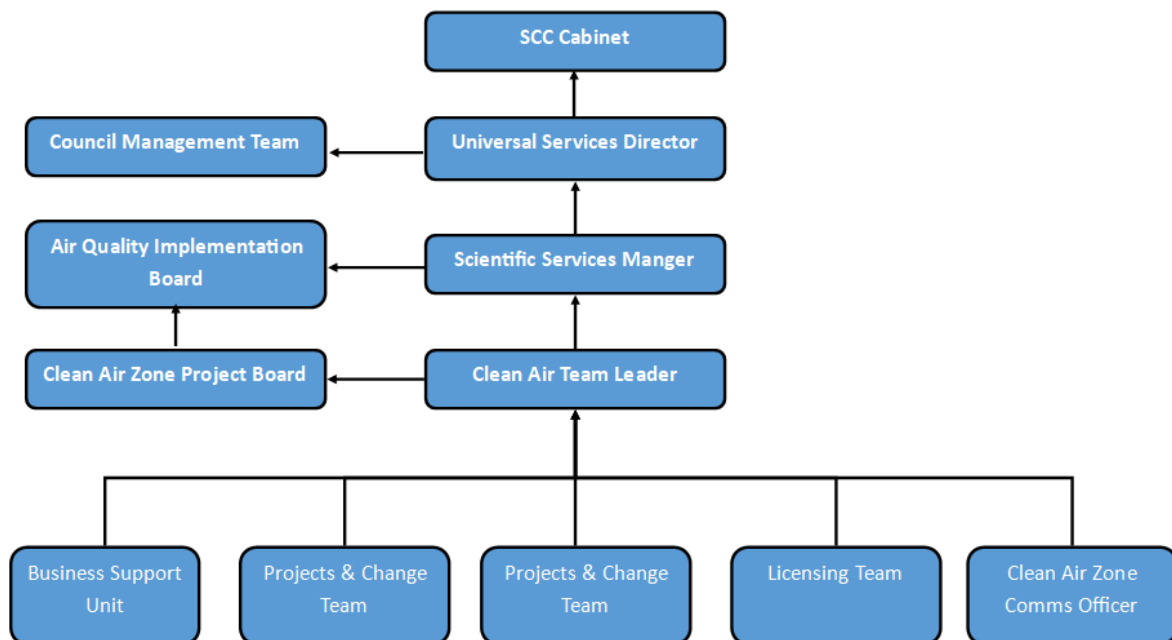 SCC Cabinet
Council Management Team
Universal Services Director
Air Quality Implementation
Board
Scientific Services Manger
Clean Air Zone Project Board
Clean Air Team Leader
Business Support
Unit
Projects & Change
Team
Projects & Change
Team
Licensing Team
Clean Air Zone
Comms Officer